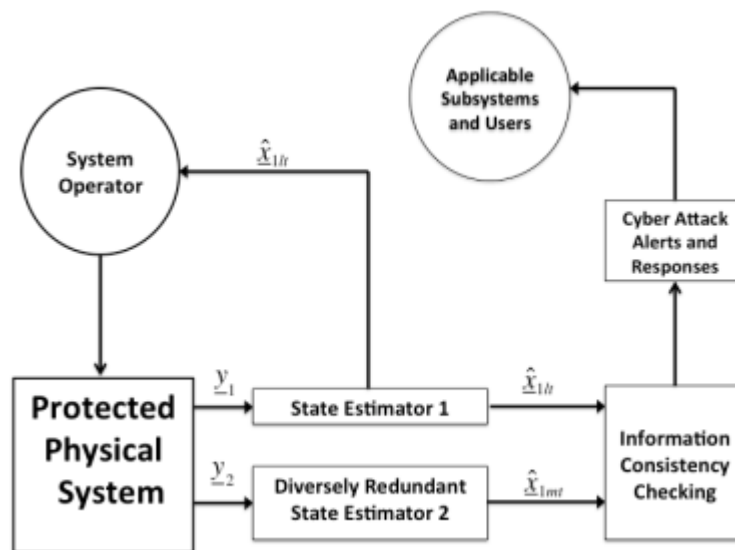 Applicable
Subsystems
and Users
System
Operator
x̂₁ₗₜ
Cyber Attack
Alerts and
Responses
Protected
Physical
System
y₁
State Estimator 1
x̂₁ₗₜ
y₂
Diversely Redundant
State Estimator 2
x̂₁ₘₜ
Information
Consistency
Checking